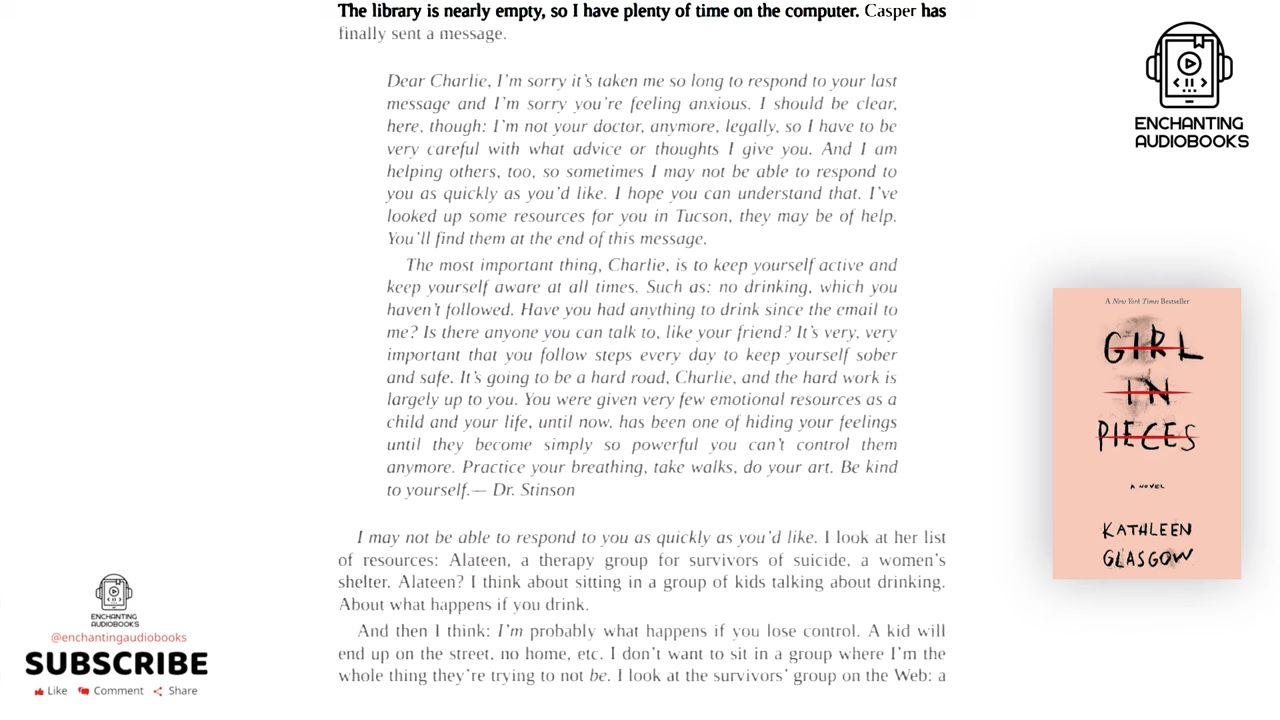 The library is nearly empty, so I have plenty of time on the computer. Casper has
finally sent a message.
Dear Charlie, I'm sorry it's taken me so long to respond to your last
message and I'm sorry you're feeling anxious. I should be clear,
here, though: I'm not your doctor, anymore, legally, so I have to be
very careful with what advice or thoughts I give you. And I am
helping others, too, so sometimes I may not be able to respond to
you as quickly as you'd like. I hope you can understand that. I've
looked up some resources for you in Tucson, they may be of help.
You'll find them at the end of this message.
The most important thing, Charlie, is to keep yourself active and
keep yourself aware at all times. Such as: no drinking, which you
haven't followed. Have you had anything to drink since the email to
me? Is there anyone you can talk to, like your friend? It's very, very
important that you follow steps every day to keep yourself sober
and safe. It's going to be a hard road, Charlie, and the hard work is
largely up to you. You were given very few emotional resources as a
child and your life, until now, has been one of hiding your feelings
until they become simply so powerful you can't control them
anymore. Practice your breathing, take walks, do your art. Be kind
to yourself.— Dr. Stinson
I may not be able to respond to you as quickly as you'd like. I look at her list
of resources: Alateen, a therapy group for survivors of suicide, a women's
shelter. Alateen? I think about sitting in a group of kids talking about drinking.
About what happens if you drink.
And then I think: I'm probably what happens if you lose control. A kid will
end up on the street, no home, etc. I don't want to sit in a group where I'm the
whole thing they're trying to not be. I look at the survivors' group on the Web: a
ENCHANTING
AUDIOBOOKS
A New York Times Bestseller
GIRL
IN
PIECES
A NOVEL
KATHLEEN
GLASGOW
ENCHANTING
AUDIOBOOKS
@enchantingaudiobooks
SUBSCRIBE
Like Comment Share